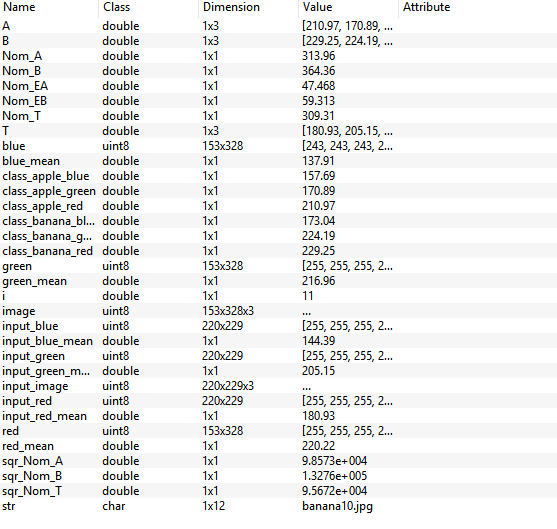 Name Class Dimension Value Attribute
A double 1x3 [210.97, 170.89, ...
B double 1x3 [229.25, 224.19, ...
Nom_A double 1x1 313.96
Nom_B double 1x1 364.36
Nom_EA double 1x1 47.468
Nom_EB double 1x1 59.313
Nom_T double 1x1 309.31
T double 1x3 [180.93, 205.15, ...
blue uint8 153x328 [243, 243, 243, 2...
blue_mean double 1x1 137.91
class_apple_blue double 1x1 157.69
class_apple_green double 1x1 170.89
class_apple_red double 1x1 210.97
class_banana_bl... double 1x1 173.04
class_banana_g... double 1x1 224.19
class_banana_red double 1x1 229.25
green uint8 153x328 [255, 255, 255, 2...
green_mean double 1x1 216.96
i double 1x1 11
image uint8 153x328x3 ...
input_blue uint8 220x229 [255, 255, 255, 2...
input_blue_mean double 1x1 144.39
input_green uint8 220x229 [255, 255, 255, 2...
input_green_m... double 1x1 205.15
input_image uint8 220x229x3 ...
input_red uint8 220x229 [255, 255, 255, 2...
input_red_mean double 1x1 180.93
red uint8 153x328 [255, 255, 255, 2...
red_mean double 1x1 220.22
sqr_Nom_A double 1x1 9.8573e+004
sqr_Nom_B double 1x1 1.3276e+005
sqr_Nom_T double 1x1 9.5672e+004
str char 1x12 banana10.jpg